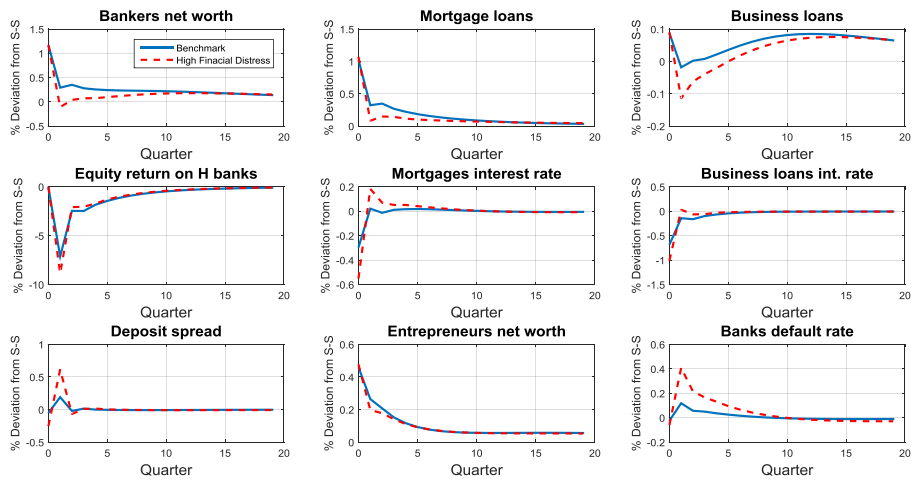 Bankers net worth
% Deviation from S-S
1.5
1
0.5
0
-0.5
0 5 10 15 20
Quarter
Benchmark
High Finacial Distress
Mortgage loans
% Deviation from S-S
1.5
1
0.5
0
0 5 10 15 20
Quarter
Business loans
% Deviation from S-S
0.1
0
-0.1
-0.2
0 5 10 15 20
Quarter
Equity return on H banks
% Deviation from S-S
0
-5
-10
0 5 10 15 20
Quarter
Mortgages interest rate
% Deviation from S-S
0.2
0
-0.2
-0.4
-0.6
0 5 10 15 20
Quarter
Business loans int. rate
% Deviation from S-S
0.5
0
-0.5
-1
-1.5
0 5 10 15 20
Quarter
Deposit spread
% Deviation from S-S
1
0.5
0
-0.5
0 5 10 15 20
Quarter
Entrepreneurs net worth
% Deviation from S-S
0.6
0.4
0.2
0
0 5 10 15 20
Quarter
Banks default rate
% Deviation from S-S
0.6
0.4
0.2
0
-0.2
0 5 10 15 20
Quarter